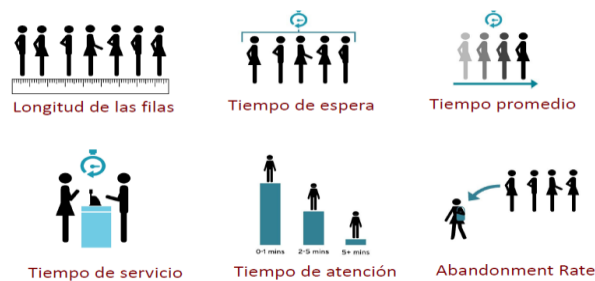 Longitud de las filas
Tiempo de espera
Tiempo promedio
0-1 mins
2-5 mins
5+ mins
Tiempo de servicio
Tiempo de atención
Abandonment Rate